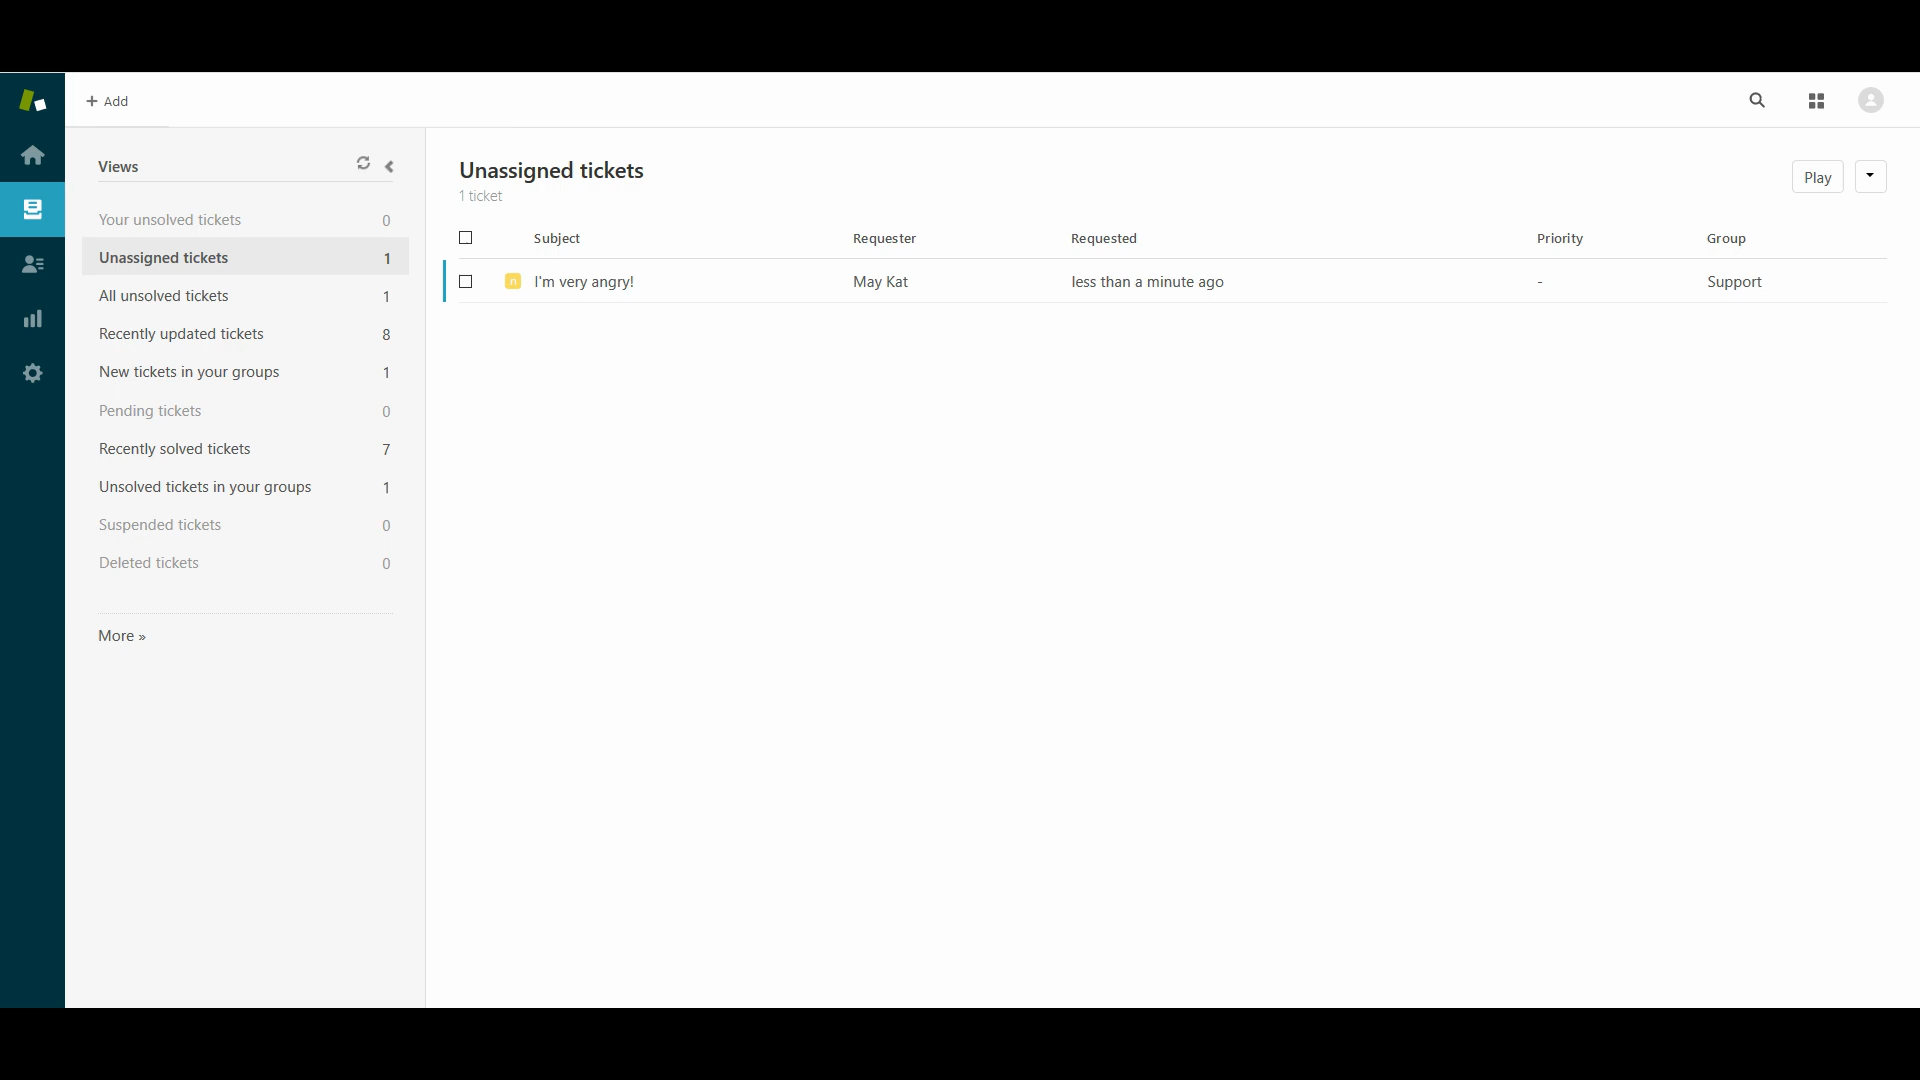 + Add
Views
Your unsolved tickets 0
Unassigned tickets 1
All unsolved tickets 1
Recently updated tickets 8
New tickets in your groups 1
Pending tickets 0
Recently solved tickets 7
Unsolved tickets in your groups 1
Suspended tickets 0
Deleted tickets 0
More »
Unassigned tickets
1 ticket
Play
Subject Requester Requested Priority Group
n I'm very angry! May Kat less than a minute ago - Support